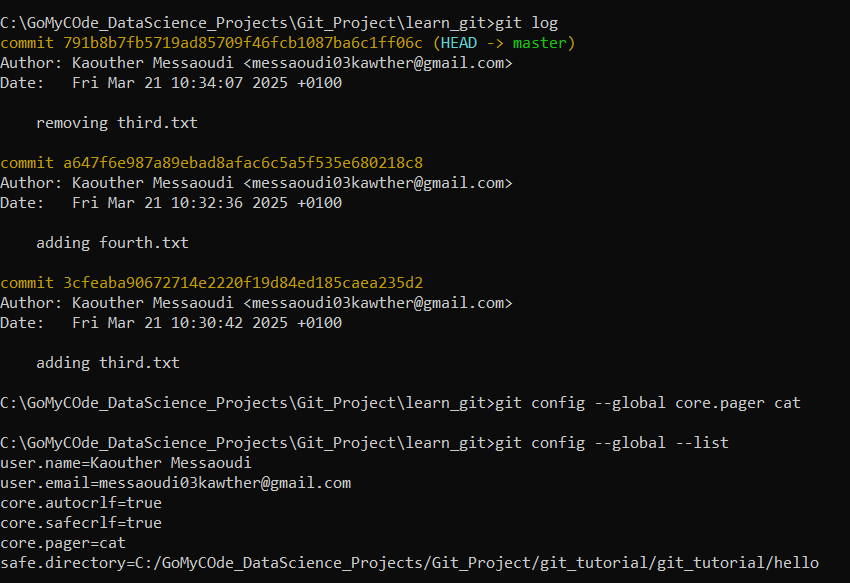 C:\GoMyCOde_DataScience_Projects\Git_Project\learn_git>git log
commit 791b8b7fb5719ad85709f46fcb1087ba6c1ff06c (HEAD -> master)
Author: Kaouther Messaoudi <messaoudi03kawther@gmail.com>
Date:   Fri Mar 21 10:34:07 2025 +0100
    removing third.txt
commit a647f6e987a89ebad8afac6c5a5f535e680218c8
Author: Kaouther Messaoudi <messaoudi03kawther@gmail.com>
Date:   Fri Mar 21 10:32:36 2025 +0100
    adding fourth.txt
commit 3cfeaba90672714e2220f19d84ed185caea235d2
Author: Kaouther Messaoudi <messaoudi03kawther@gmail.com>
Date:   Fri Mar 21 10:30:42 2025 +0100
    adding third.txt
C:\GoMyCOde_DataScience_Projects\Git_Project\learn_git>git config --global core.pager cat
C:\GoMyCOde_DataScience_Projects\Git_Project\learn_git>git config --global --list
user.name=Kaouther Messaoudi
user.email=messaoudi03kawther@gmail.com
core.autocrlf=true
core.safecrlf=true
core.pager=cat
safe.directory=C:/GoMyCOde_DataScience_Projects/Git_Project/git_tutorial/git_tutorial/hello